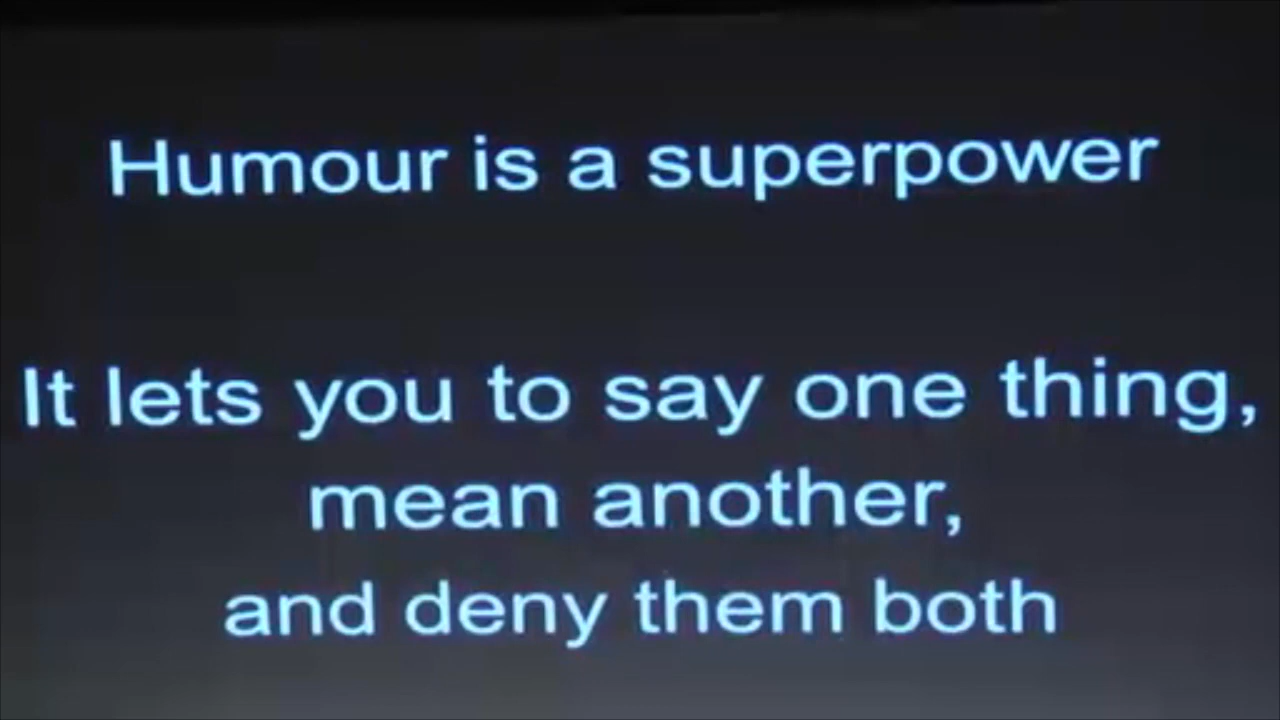 Humour is a superpower
It lets you to say one thing,
mean another,
and deny them both